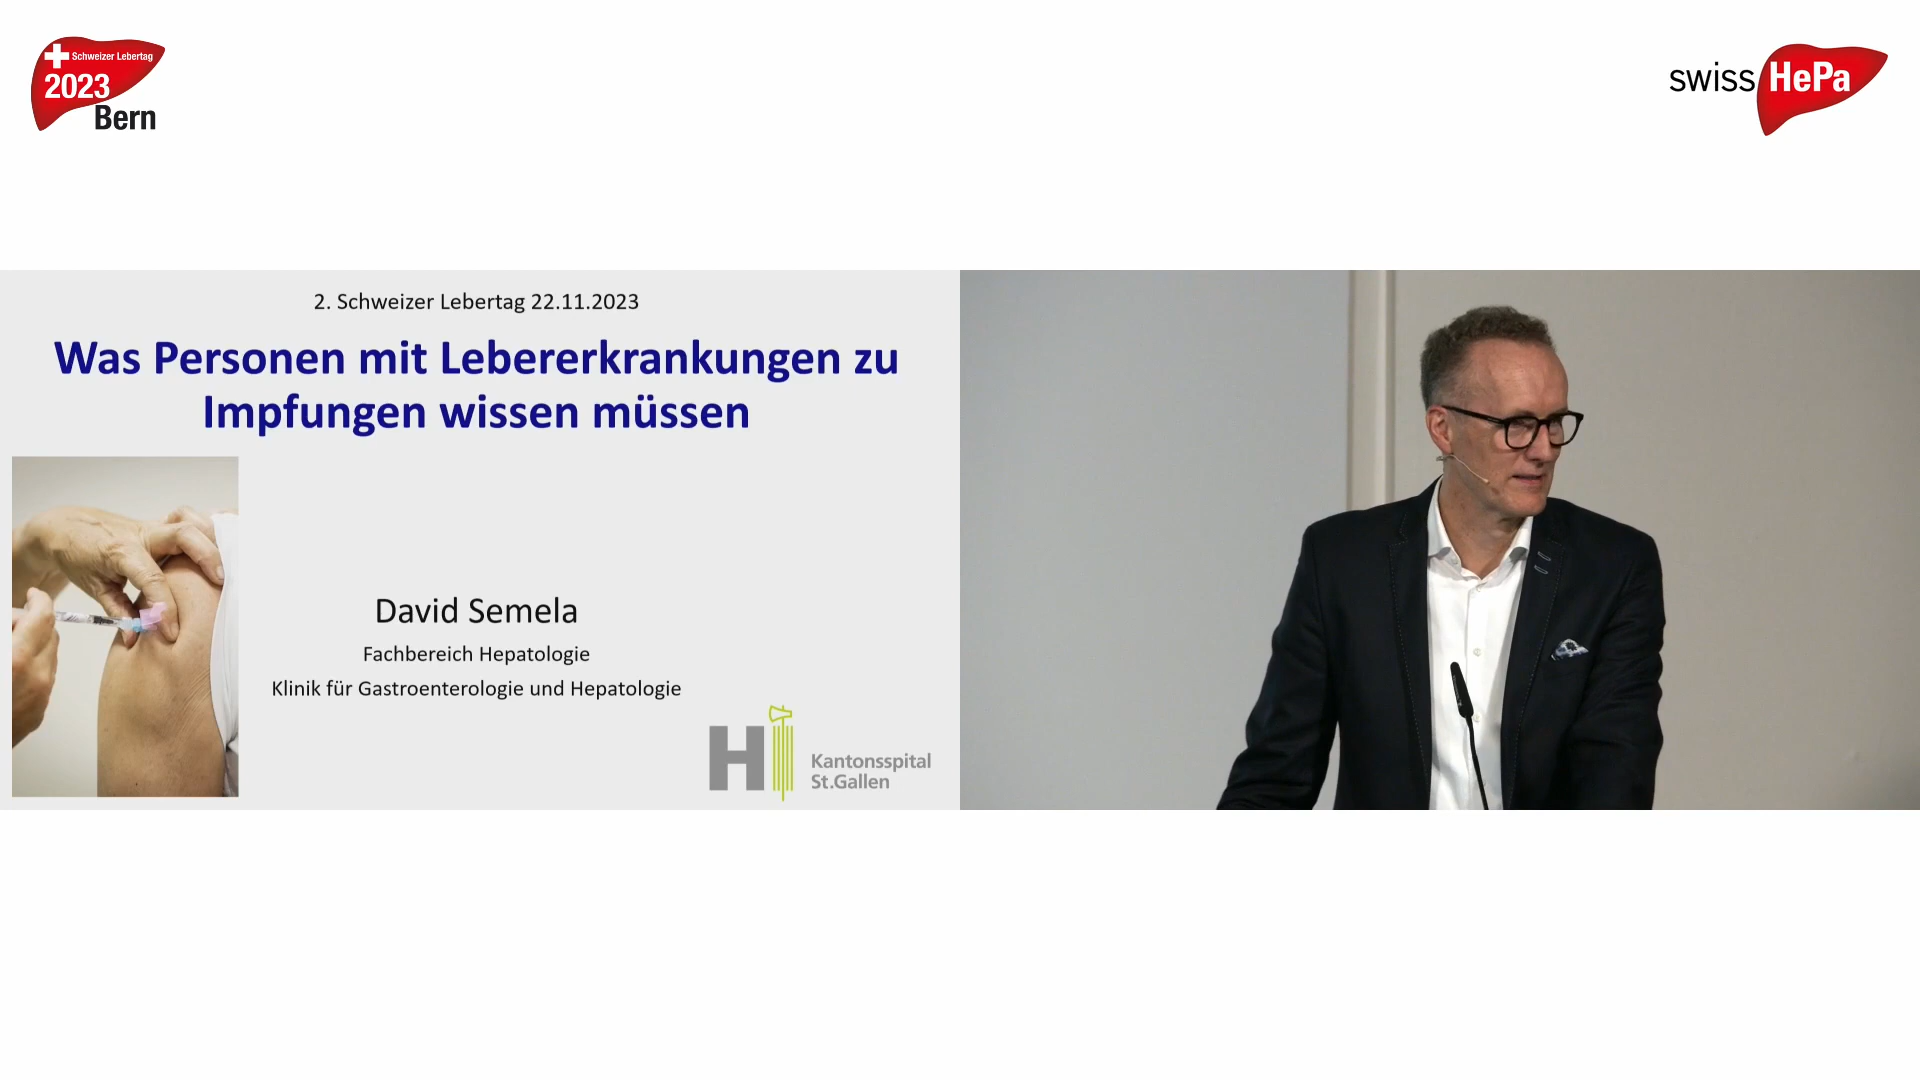 Schweizer Lebertag
2023
Bern
swiss HePa
2. Schweizer Lebertag 22.11.2023
Was Personen mit Lebererkrankungen zu
Impfungen wissen müssen
David Semela
Fachbereich Hepatologie
Klinik für Gastroenterologie und Hepatologie
H
Kantonsspital
St.Gallen